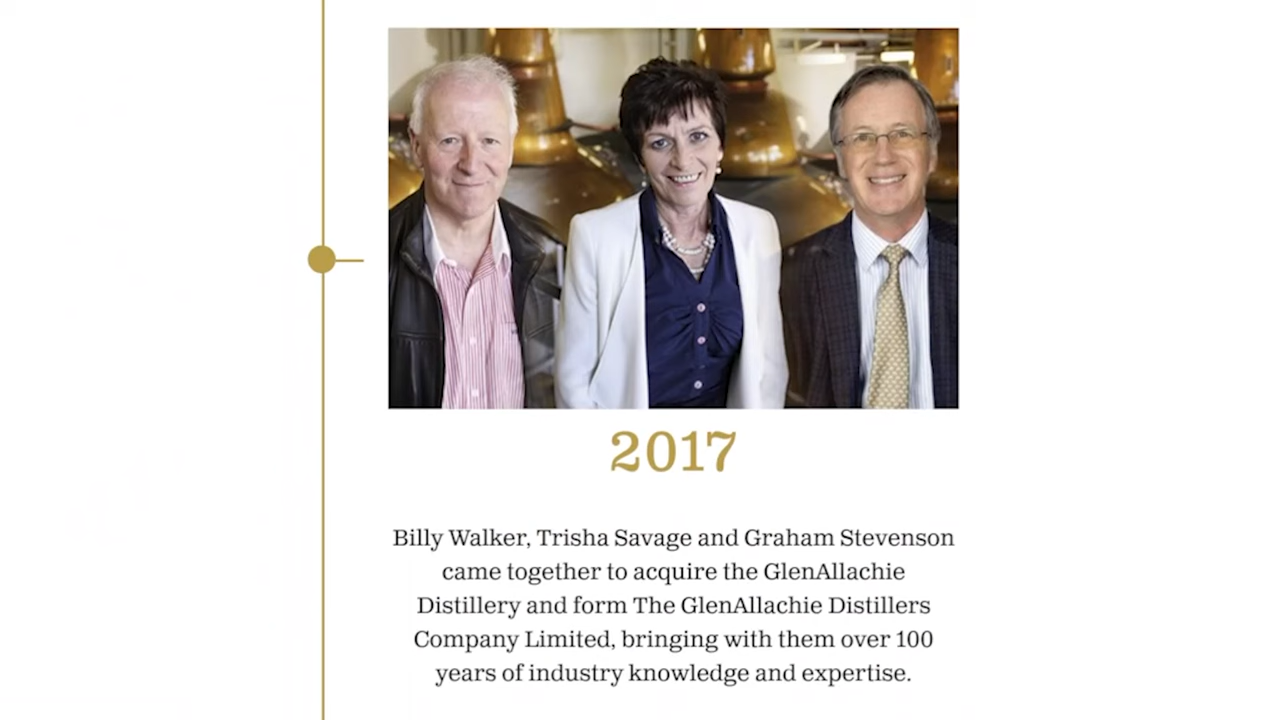 2017
Billy Walker, Trisha Savage and Graham Stevenson
came together to acquire the GlenAllachie
Distillery and form The GlenAllachie Distillers
Company Limited, bringing with them over 100
years of industry knowledge and expertise.